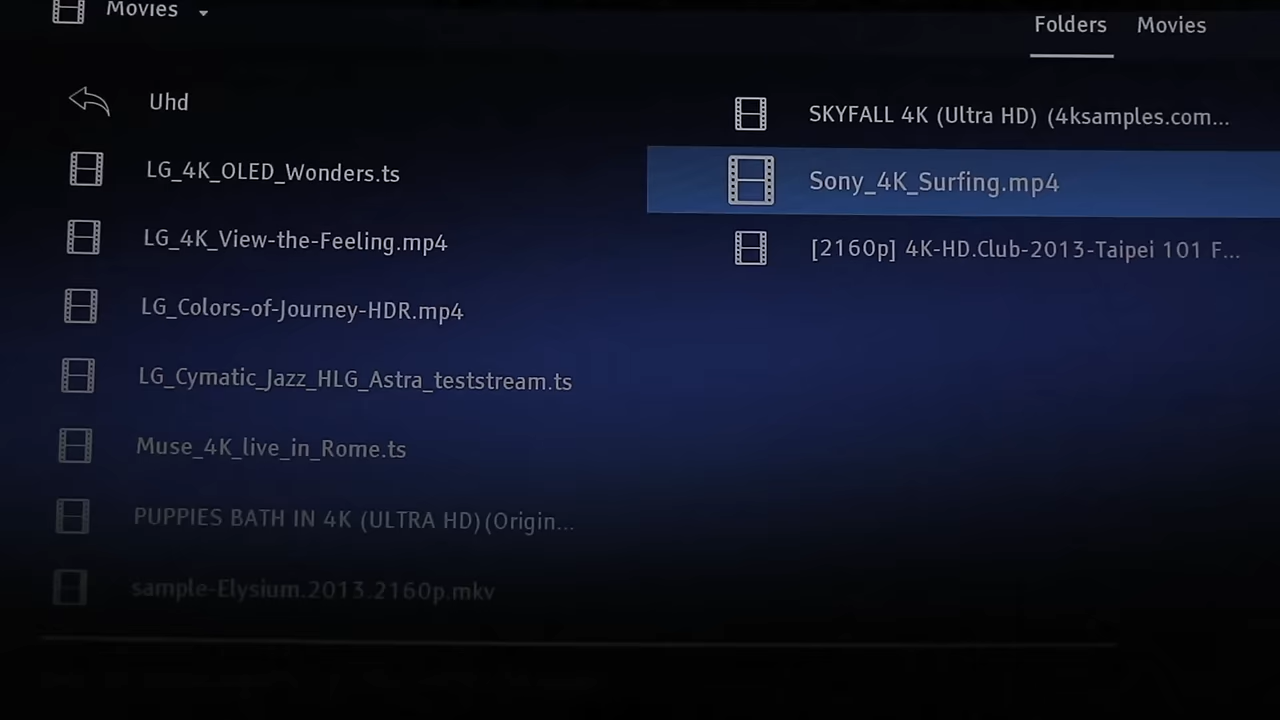 Movies
Folders Movies
Uhd
LG_4K_OLED_Wonders.ts
LG_4K_View-the-Feeling.mp4
LG_Colors-of-Journey-HDR.mp4
LG_Cymatic_Jazz_HLG_Astra_teststream.ts
Muse_4K_live_in_Rome.ts
PUPPIES BATH IN 4K (ULTRA HD)(Origin...
sample-Elysium.2013.2160p.mkv
SKYFALL 4K (Ultra HD) (4ksamples.com...
Sony_4K_Surfing.mp4
[2160p] 4K-HD.Club-2013-Taipei 101 F...